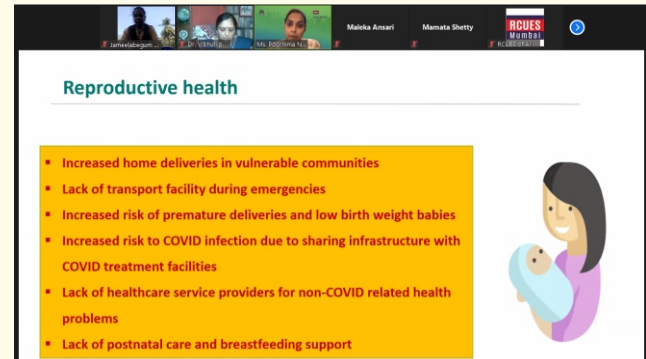 Jameelabegum ...
Ms. Poornima N...
Maleka Ansari
Mamata Shetty
RCUES
Mumbai
Reproductive health
▪ Increased home deliveries in vulnerable communities
▪ Lack of transport facility during emergencies
▪ Increased risk of premature deliveries and low birth weight babies
▪ Increased risk to COVID infection due to sharing infrastructure with
COVID treatment facilities
▪ Lack of healthcare service providers for non-COVID related health
problems
▪ Lack of postnatal care and breastfeeding support